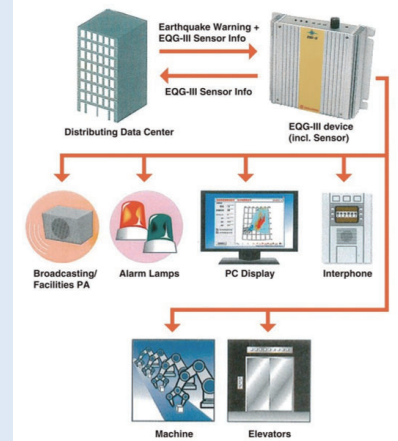 Earthquake Warning +
EQG-III Sensor Info
EQG-III Sensor Info
Distributing Data Center
EQG-III device
(incl. Sensor)
Broadcasting/
Facilities PA
Alarm Lamps
PC Display
Interphone
Machine
Elevators